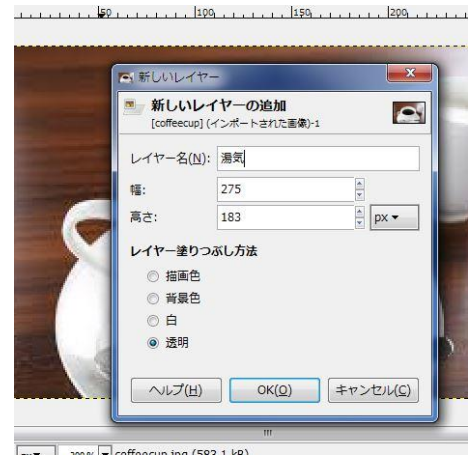 50 100 150 200
新しいレイヤー
新しいレイヤーの追加
[coffeecup] (インポートされた画像)-1
レイヤー名(N): 湯気
幅: 275
高さ: 183 px
レイヤー塗りつぶし方法
描画色
背景色
白
透明
ヘルプ(H) OK(O) キャンセル(C)
px 200 % coffeecup.jpg (583.1 kB)